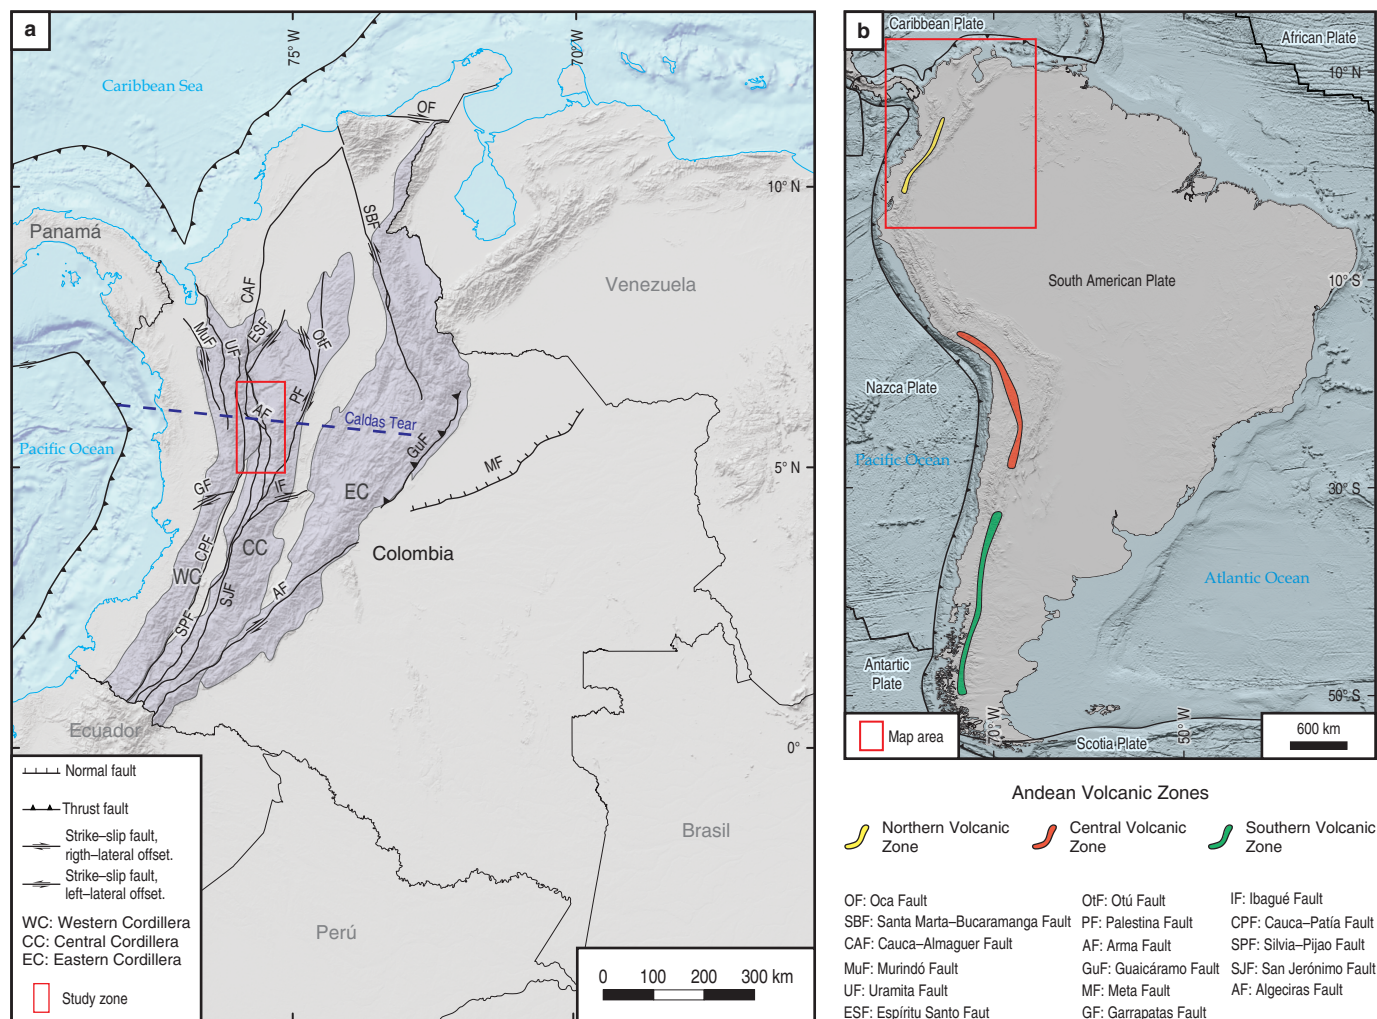 a
75° W
70° W
Caribbean Sea
OF
10° N
SBF
Panamá
CAF
Venezuela
MuF
UF
ESF
OtF
PF
AF
Caldas Tear
Pacific Ocean
GuF
MF
5° N
GF
IF
EC
CPF
CC
Colombia
WC
SJF
AF
SPF
Ecuador
0°
Brasil
Perú
Normal fault
Thrust fault
Strike–slip fault,
rigth–lateral offset.
Strike–slip fault,
left–lateral offset.
WC: Western Cordillera
CC: Central Cordillera
EC: Eastern Cordillera
Study zone
0 100 200 300 km
b
Caribbean Plate
African Plate
10° N
South American Plate
10° S
Nazca Plate
Pacific Ocean
30° S
Atlantic Ocean
Antartic
Plate
50° S
70° W
50° W
Scotia Plate
Map area
600 km
Andean Volcanic Zones
Northern Volcanic
Zone
Central Volcanic
Zone
Southern Volcanic
Zone
OF: Oca Fault
SBF: Santa Marta–Bucaramanga Fault
CAF: Cauca–Almaguer Fault
MuF: Murindó Fault
UF: Uramita Fault
ESF: Espíritu Santo Faut
OtF: Otú Fault
PF: Palestina Fault
AF: Arma Fault
GuF: Guaicáramo Fault
MF: Meta Fault
GF: Garrapatas Fault
IF: Ibagué Fault
CPF: Cauca–Patía Fault
SPF: Silvia–Pijao Fault
SJF: San Jerónimo Fault
AF: Algeciras Fault